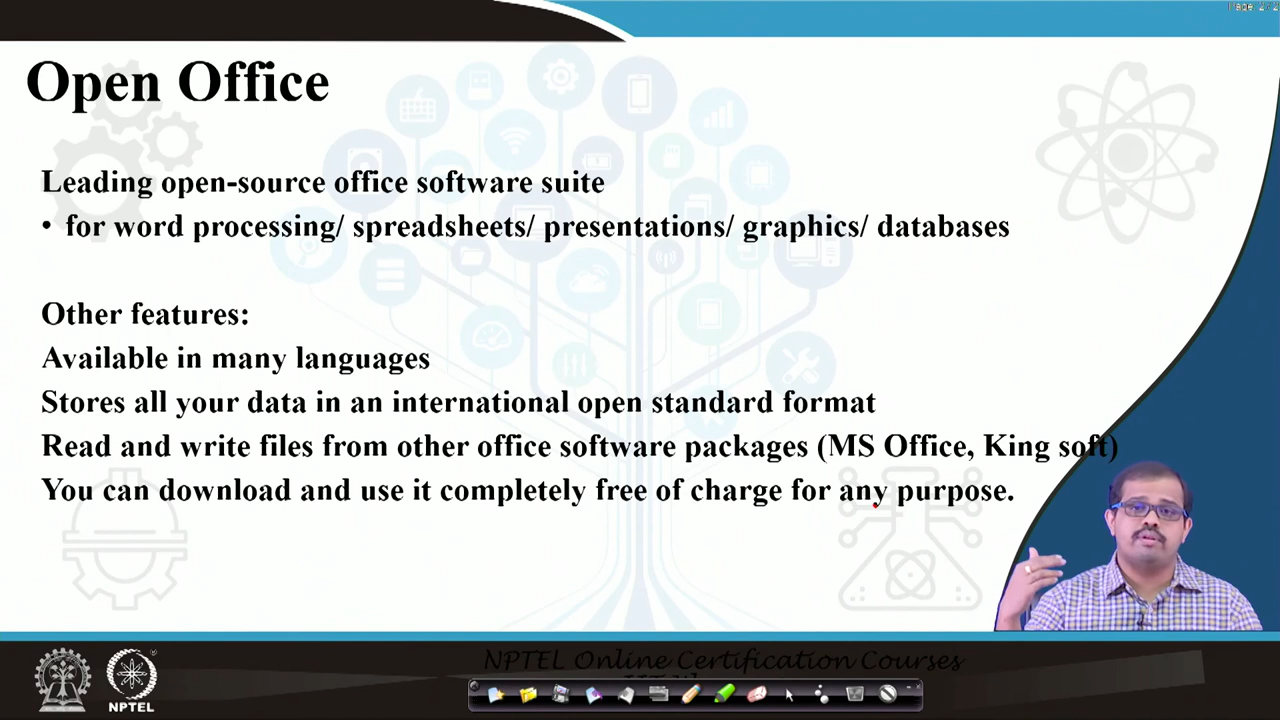 Open Office
Leading open-source office software suite
• for word processing/ spreadsheets/ presentations/ graphics/ databases
Other features:
Available in many languages
Stores all your data in an international open standard format
Read and write files from other office software packages (MS Office, King soft)
You can download and use it completely free of charge for any purpose.
NPTEL Online Certification Courses
NPTEL